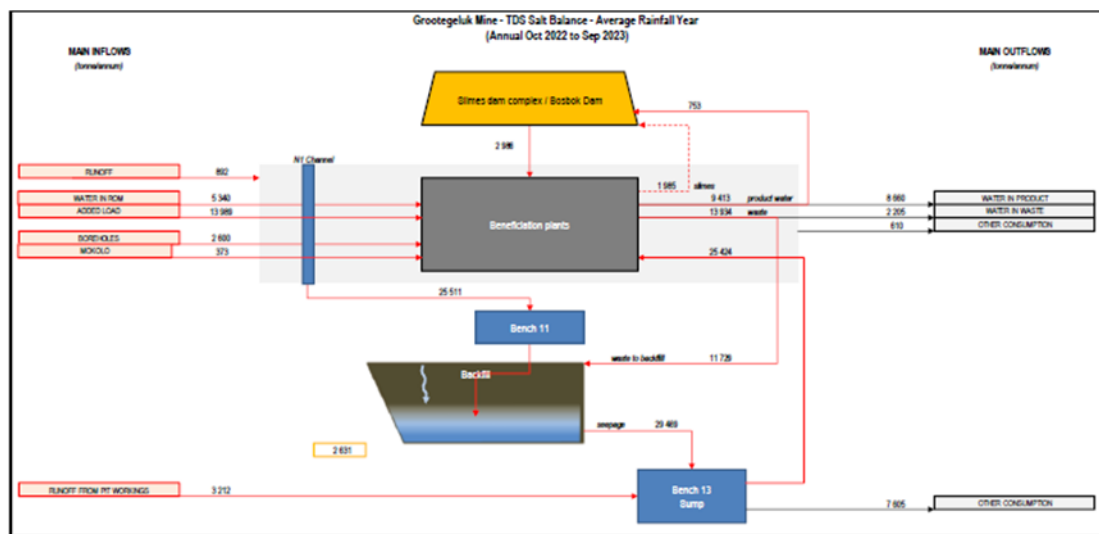 Grootegeluk Mine - TDS Salt Balance - Average Rainfall Year
(Annual Oct 2022 to Sep 2023)
MAIN INFLOWS
(tonne/annum)
MAIN OUTFLOWS
(tonne/annum)
Slimes dam complex / Bosbok Dam
753
2 986
N1 Channel
RUNOFF 892
1 985 slimes
WATER IN ROM 5 340
9 413 product water
8 660 WATER IN PRODUCT
ADDED LOAD 13 989
13 934 waste
2 205 WATER IN WASTE
Beneficiation plants
610 OTHER CONSUMPTION
BOREHOLES 2 600
MOKOLO 373
25 424
25 511
Bench 11
waste to backfill 11 729
Backfill
seepage 29 469
2 631
RUNOFF FROM PIT WORKINGS 3 212
Bench 13
Sump
7 605 OTHER CONSUMPTION